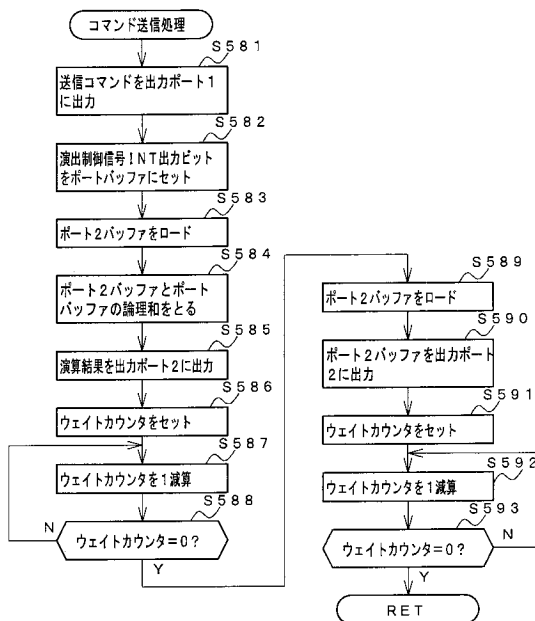 コマンド送信処理
S581
送信コマンドを出力ポート1
に出力
S582
演出制御信号INT出力ビット
をポートバッファにセット
S583
ポート2バッファをロード
S584
ポート2バッファとポート
バッファの論理和をとる
S585
演算結果を出力ポート2に出力
S586
ウェイトカウンタをセット
S587
ウェイトカウンタを1減算
S588
N
ウェイトカウンタ=0?
Y
S589
ポート2バッファをロード
S590
ポート2バッファを出力ポート
2に出力
S591
ウェイトカウンタをセット
S592
ウェイトカウンタを1減算
S593
N
ウェイトカウンタ=0?
Y
RET